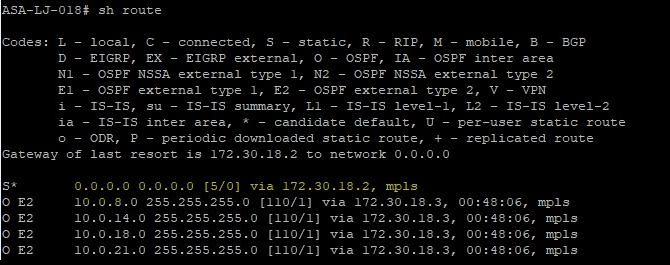 ASA-LJ-018# sh route
Codes: L - local, C - connected, S - static, R - RIP, M - mobile, B - BGP
D - EIGRP, EX - EIGRP external, O - OSPF, IA - OSPF inter area
N1 - OSPF NSSA external type 1, N2 - OSPF NSSA external type 2
E1 - OSPF external type 1, E2 - OSPF external type 2, V - VPN
i - IS-IS, su - IS-IS summary, L1 - IS-IS level-1, L2 - IS-IS level-2
ia - IS-IS inter area, * - candidate default, U - per-user static route
o - ODR, P - periodic downloaded static route, + - replicated route
Gateway of last resort is 172.30.18.2 to network 0.0.0.0
S* 0.0.0.0 0.0.0.0 [5/0] via 172.30.18.2, mpls
O E2 10.0.8.0 255.255.255.0 [110/1] via 172.30.18.3, 00:48:06, mpls
O E2 10.0.14.0 255.255.255.0 [110/1] via 172.30.18.3, 00:48:06, mpls
O E2 10.0.18.0 255.255.255.0 [110/1] via 172.30.18.3, 00:48:06, mpls
O E2 10.0.21.0 255.255.255.0 [110/1] via 172.30.18.3, 00:48:06, mpls